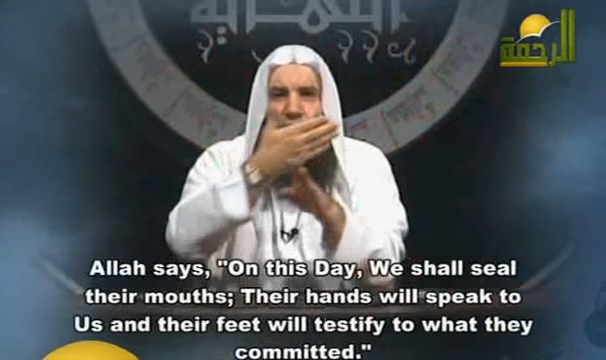 الرحمة
Allah says, "On this Day, We shall seal
their mouths; Their hands will speak to
Us and their feet will testify to what they
committed."